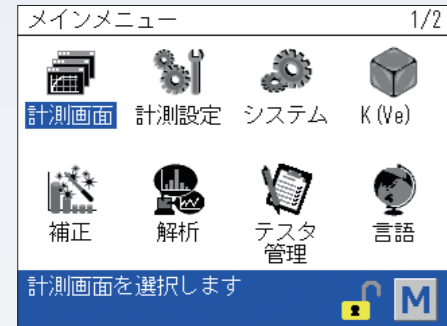 メインメニュー 1/2
計測画面 計測設定 システム K(Ve)
補正 解析 テスタ 言語
管理
計測画面を選択します
2 M